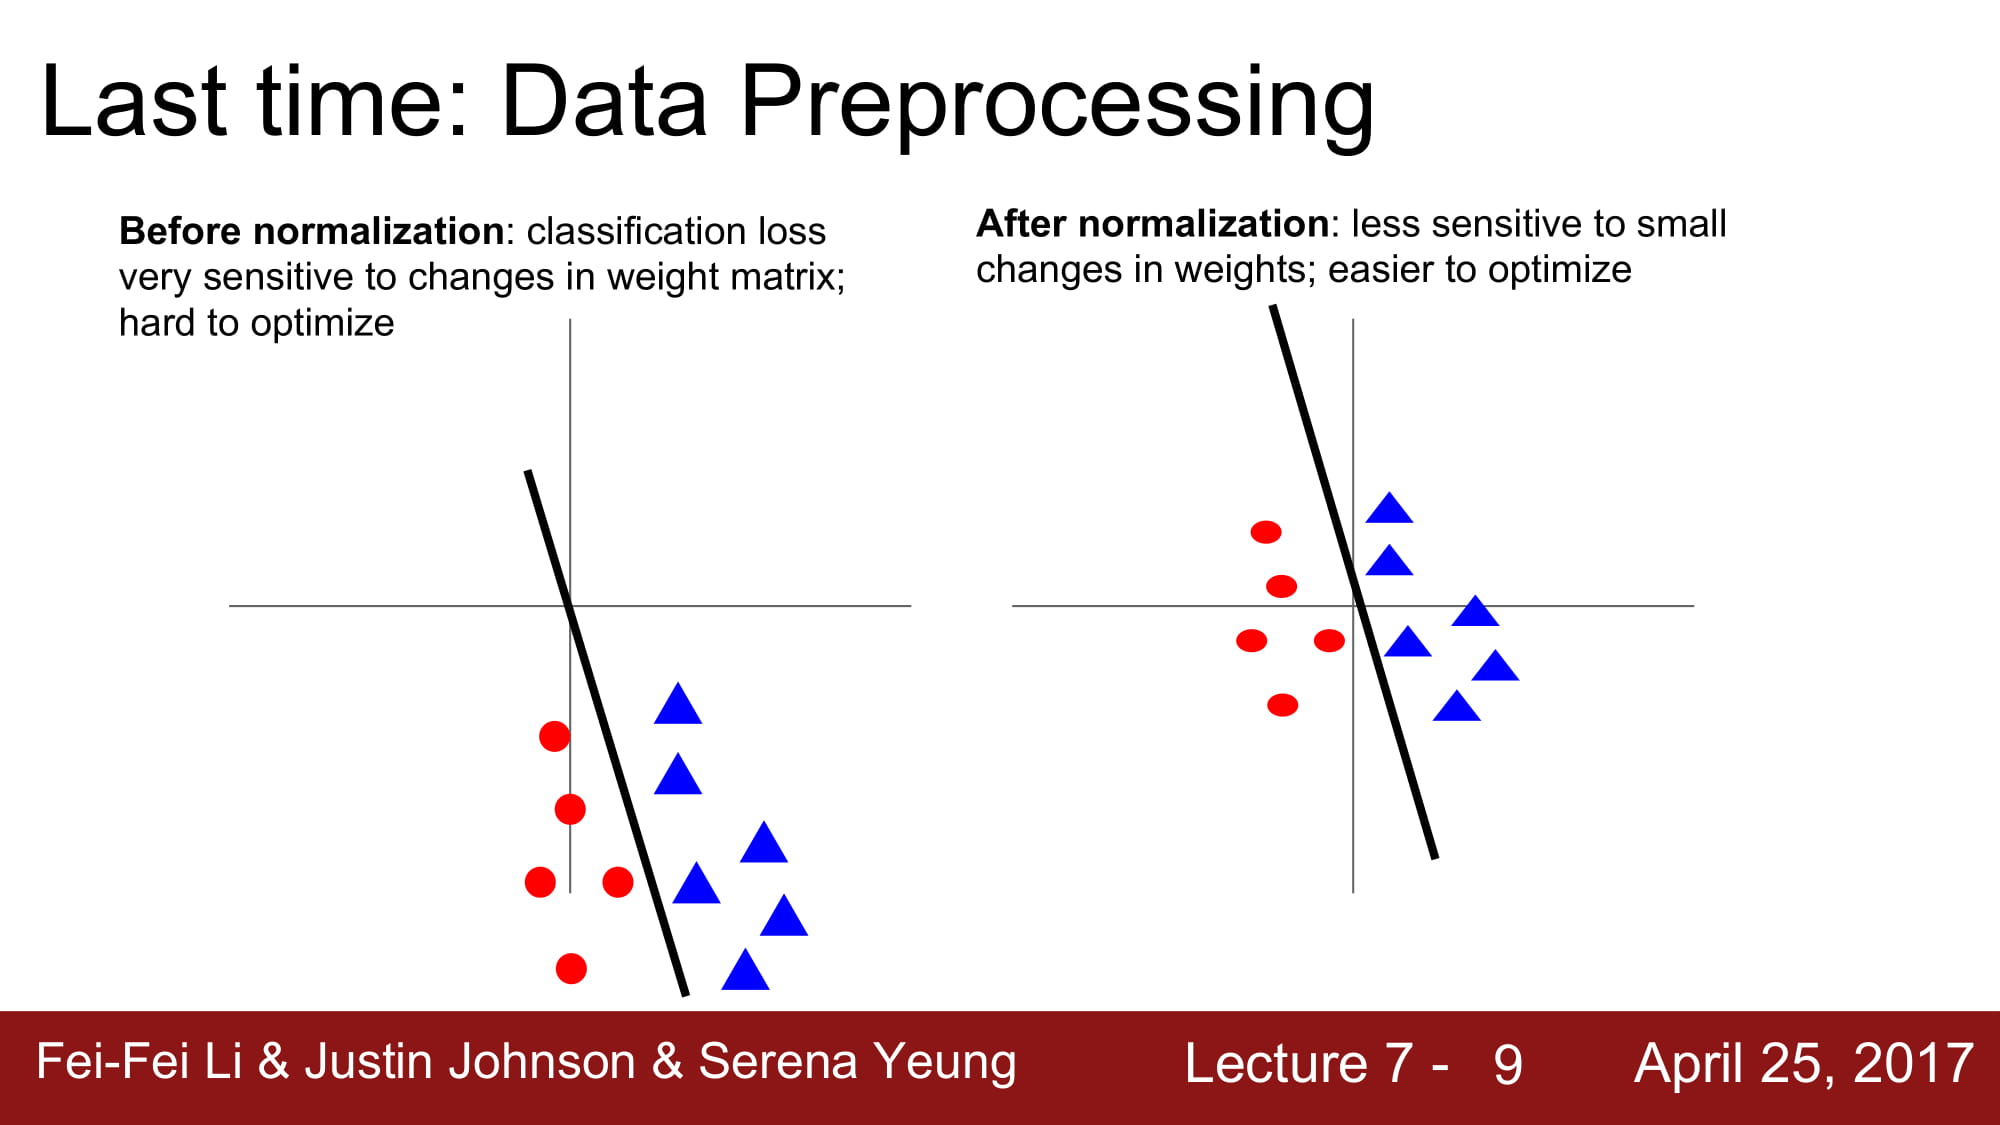 Last time: Data Preprocessing
Before normalization: classification loss
very sensitive to changes in weight matrix;
hard to optimize
After normalization: less sensitive to small
changes in weights; easier to optimize
Fei-Fei Li & Justin Johnson & Serena Yeung
Lecture 7 - 9
April 25, 2017